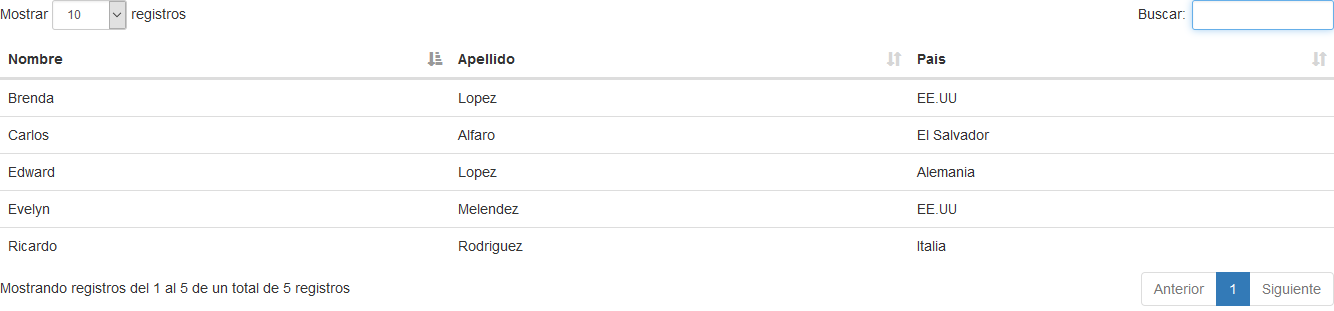 Mostrar 10 registros Buscar:
Nombre Apellido País
Brenda Lopez EE.UU
Carlos Alfaro El Salvador
Edward Lopez Alemania
Evelyn Melendez EE.UU
Ricardo Rodriguez Italia
Mostrando registros del 1 al 5 de un total de 5 registros Anterior 1 Siguiente